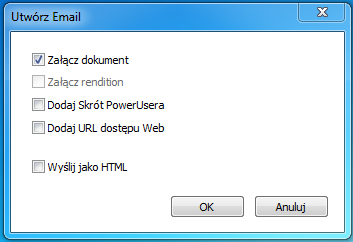 Utwórz Email
Załącz dokument
Załącz rendition
Dodaj Skrót PowerUsera
Dodaj URL dostępu Web
Wyślij jako HTML
OK
Anuluj